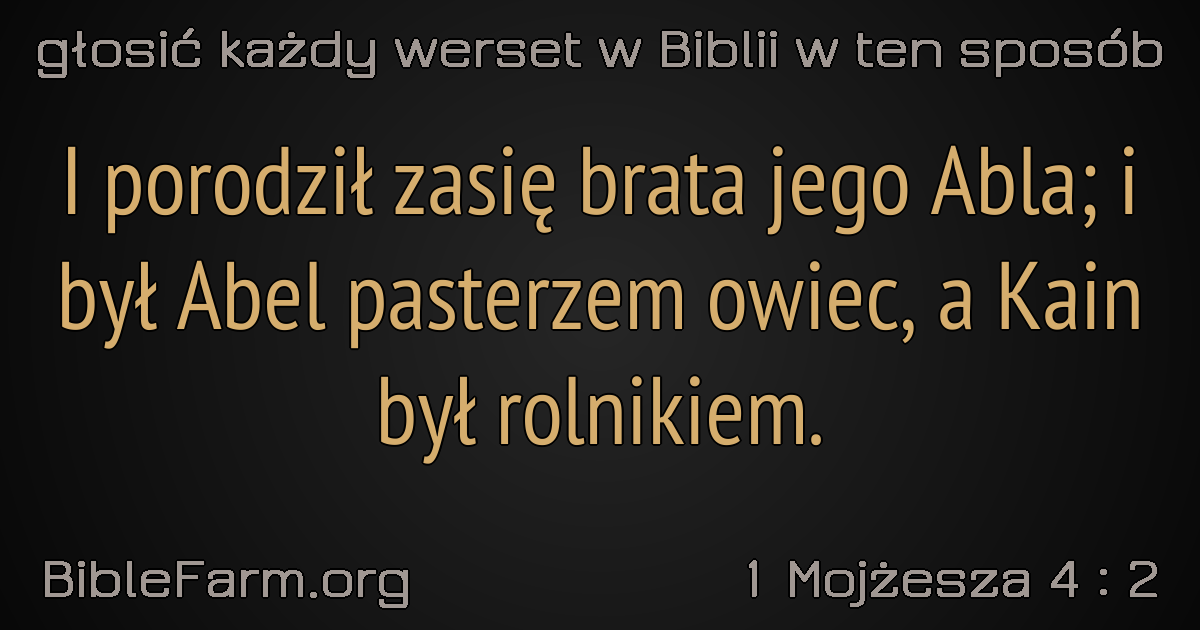 głosić każdy werset w Biblii w ten sposób
I porodził zasię brata jego Abla; i
był Abel pasterzem owiec, a Kain
był rolnikiem.
BibleFarm.org
1 Mojżesza 4 : 2